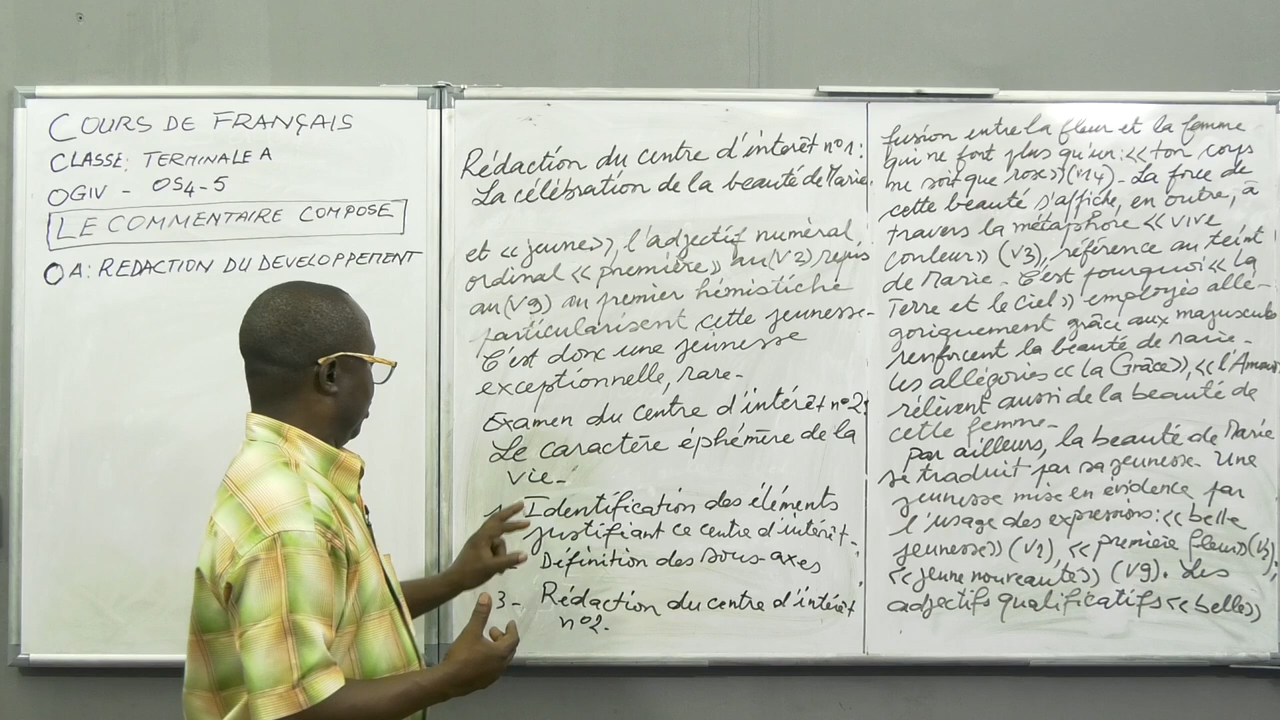 COURS DE FRANÇAIS
CLASSE: TERMINALE A
OGIV - OS4-5
LE COMMENTAIRE COMPOSE
OA: REDACTION DU DEVELOPPEMENT
Rédaction du centre d'intérêt n°1:
La célébration de la beauté de Marie.
et <<jeune>>, l'adjectif numéral
ordinal <<première>> au (V2) repris
au (V9) au premier hémistiche
particularisent cette jeunesse-
C'est donc une jeunesse
exceptionnelle, rare-
Examen du centre d'intérêt n°2:
Le caractère éphémère de la
vie-
Identification des éléments
justifiant ce centre d'intérêt-
Définition des sous-axes
3- Rédaction du centre d'intérêt
n°2.
fusion entre la fleur et la femme
qui ne font plus qu'un: <<ton corps
ne soit que rose>> (V14)- La force de
cette beauté s'affiche, en outre, à
travers la métaphore <<vive
couleur>> (V3), référence au teint
de Marie- C'est pourquoi <<La
Terre et le Ciel>> employés allé-
goriquement grâce aux majuscules
renforcent la beauté de Marie-
Les allégories <<la Grâce>>, <<l'Amour
relèvent aussi de la beauté de
cette femme-
Par ailleurs, la beauté de Marie
se traduit par sa jeunesse- Une
jeunesse mise en évidence par
l'usage des expressions: <<belle
jeunesse>> (V1), <<première fleur>> (V3),
<<jeune nouveauté>> (V9). Les
adjectifs qualificatifs <<belle>>